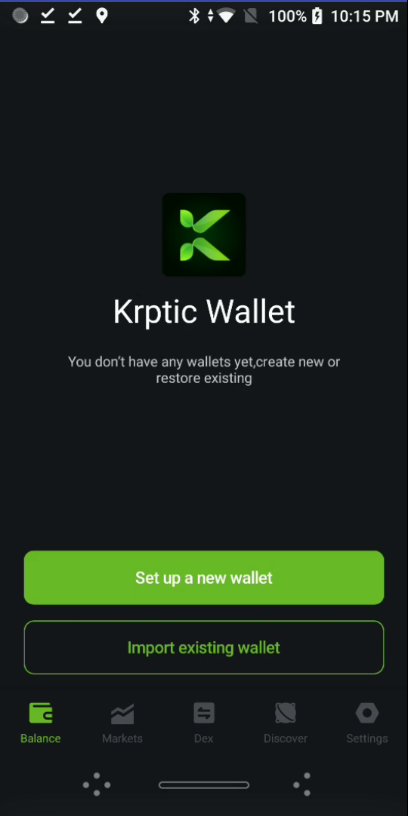 100% 10:15 PM
Krptic Wallet
You don't have any wallets yet,create new or
restore existing
Set up a new wallet
Import existing wallet
Balance Markets Dex Discover Settings